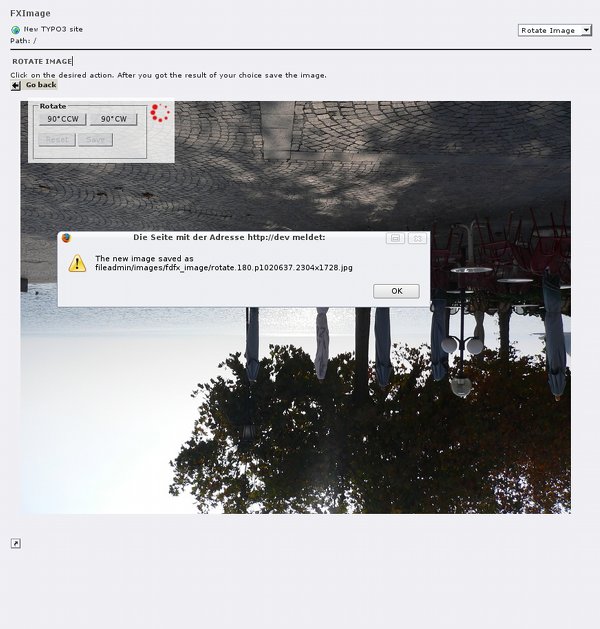 FXImage
New TYPO3 site
Path: /
Rotate Image
ROTATE IMAGE
Click on the desired action. After you got the result of your choice save the image.
Go back
Rotate
90°CCW 90°CW
Reset Save
Die Seite mit der Adresse http://dev meldet:
The new image saved as
fileadmin/images/fdfx_image/rotate.180.p1020637.2304x1728.jpg
OK